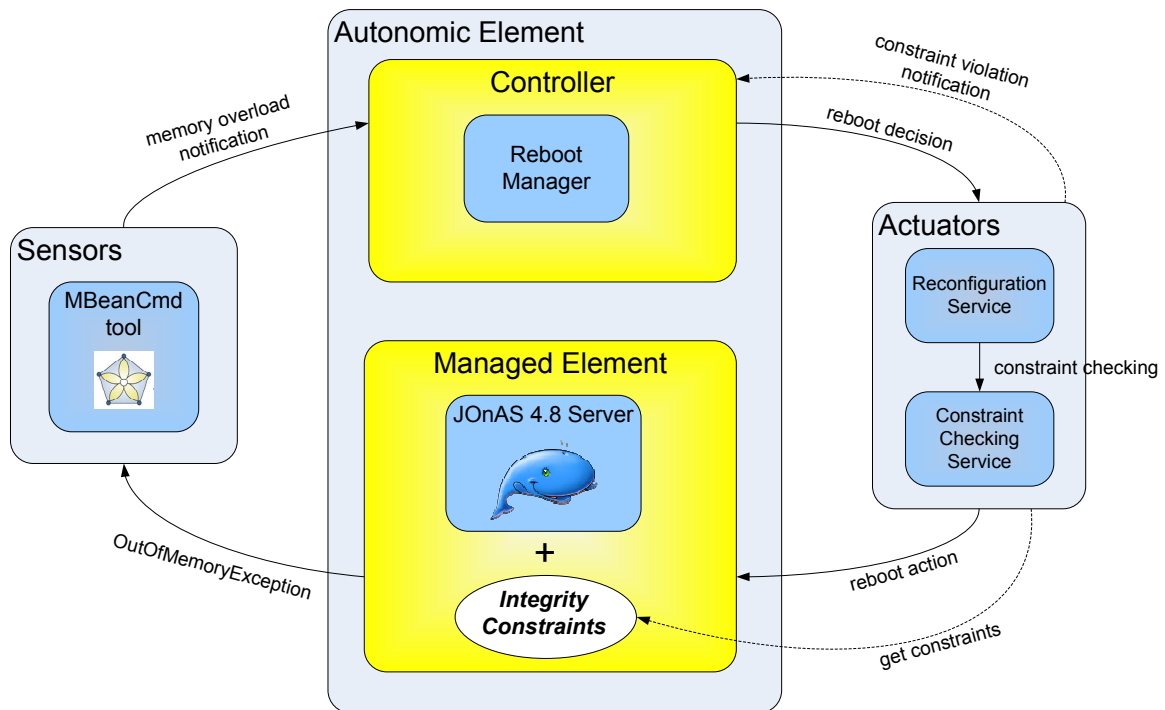 Autonomic Element
Controller
Reboot
Manager
constraint violation
notification
memory overload
notification
reboot decision
Sensors
MBeanCmd
tool
Actuators
Reconfiguration
Service
constraint checking
Constraint
Checking
Service
Managed Element
JOnAS 4.8 Server
+
Integrity
Constraints
OutOfMemoryException
reboot action
get constraints